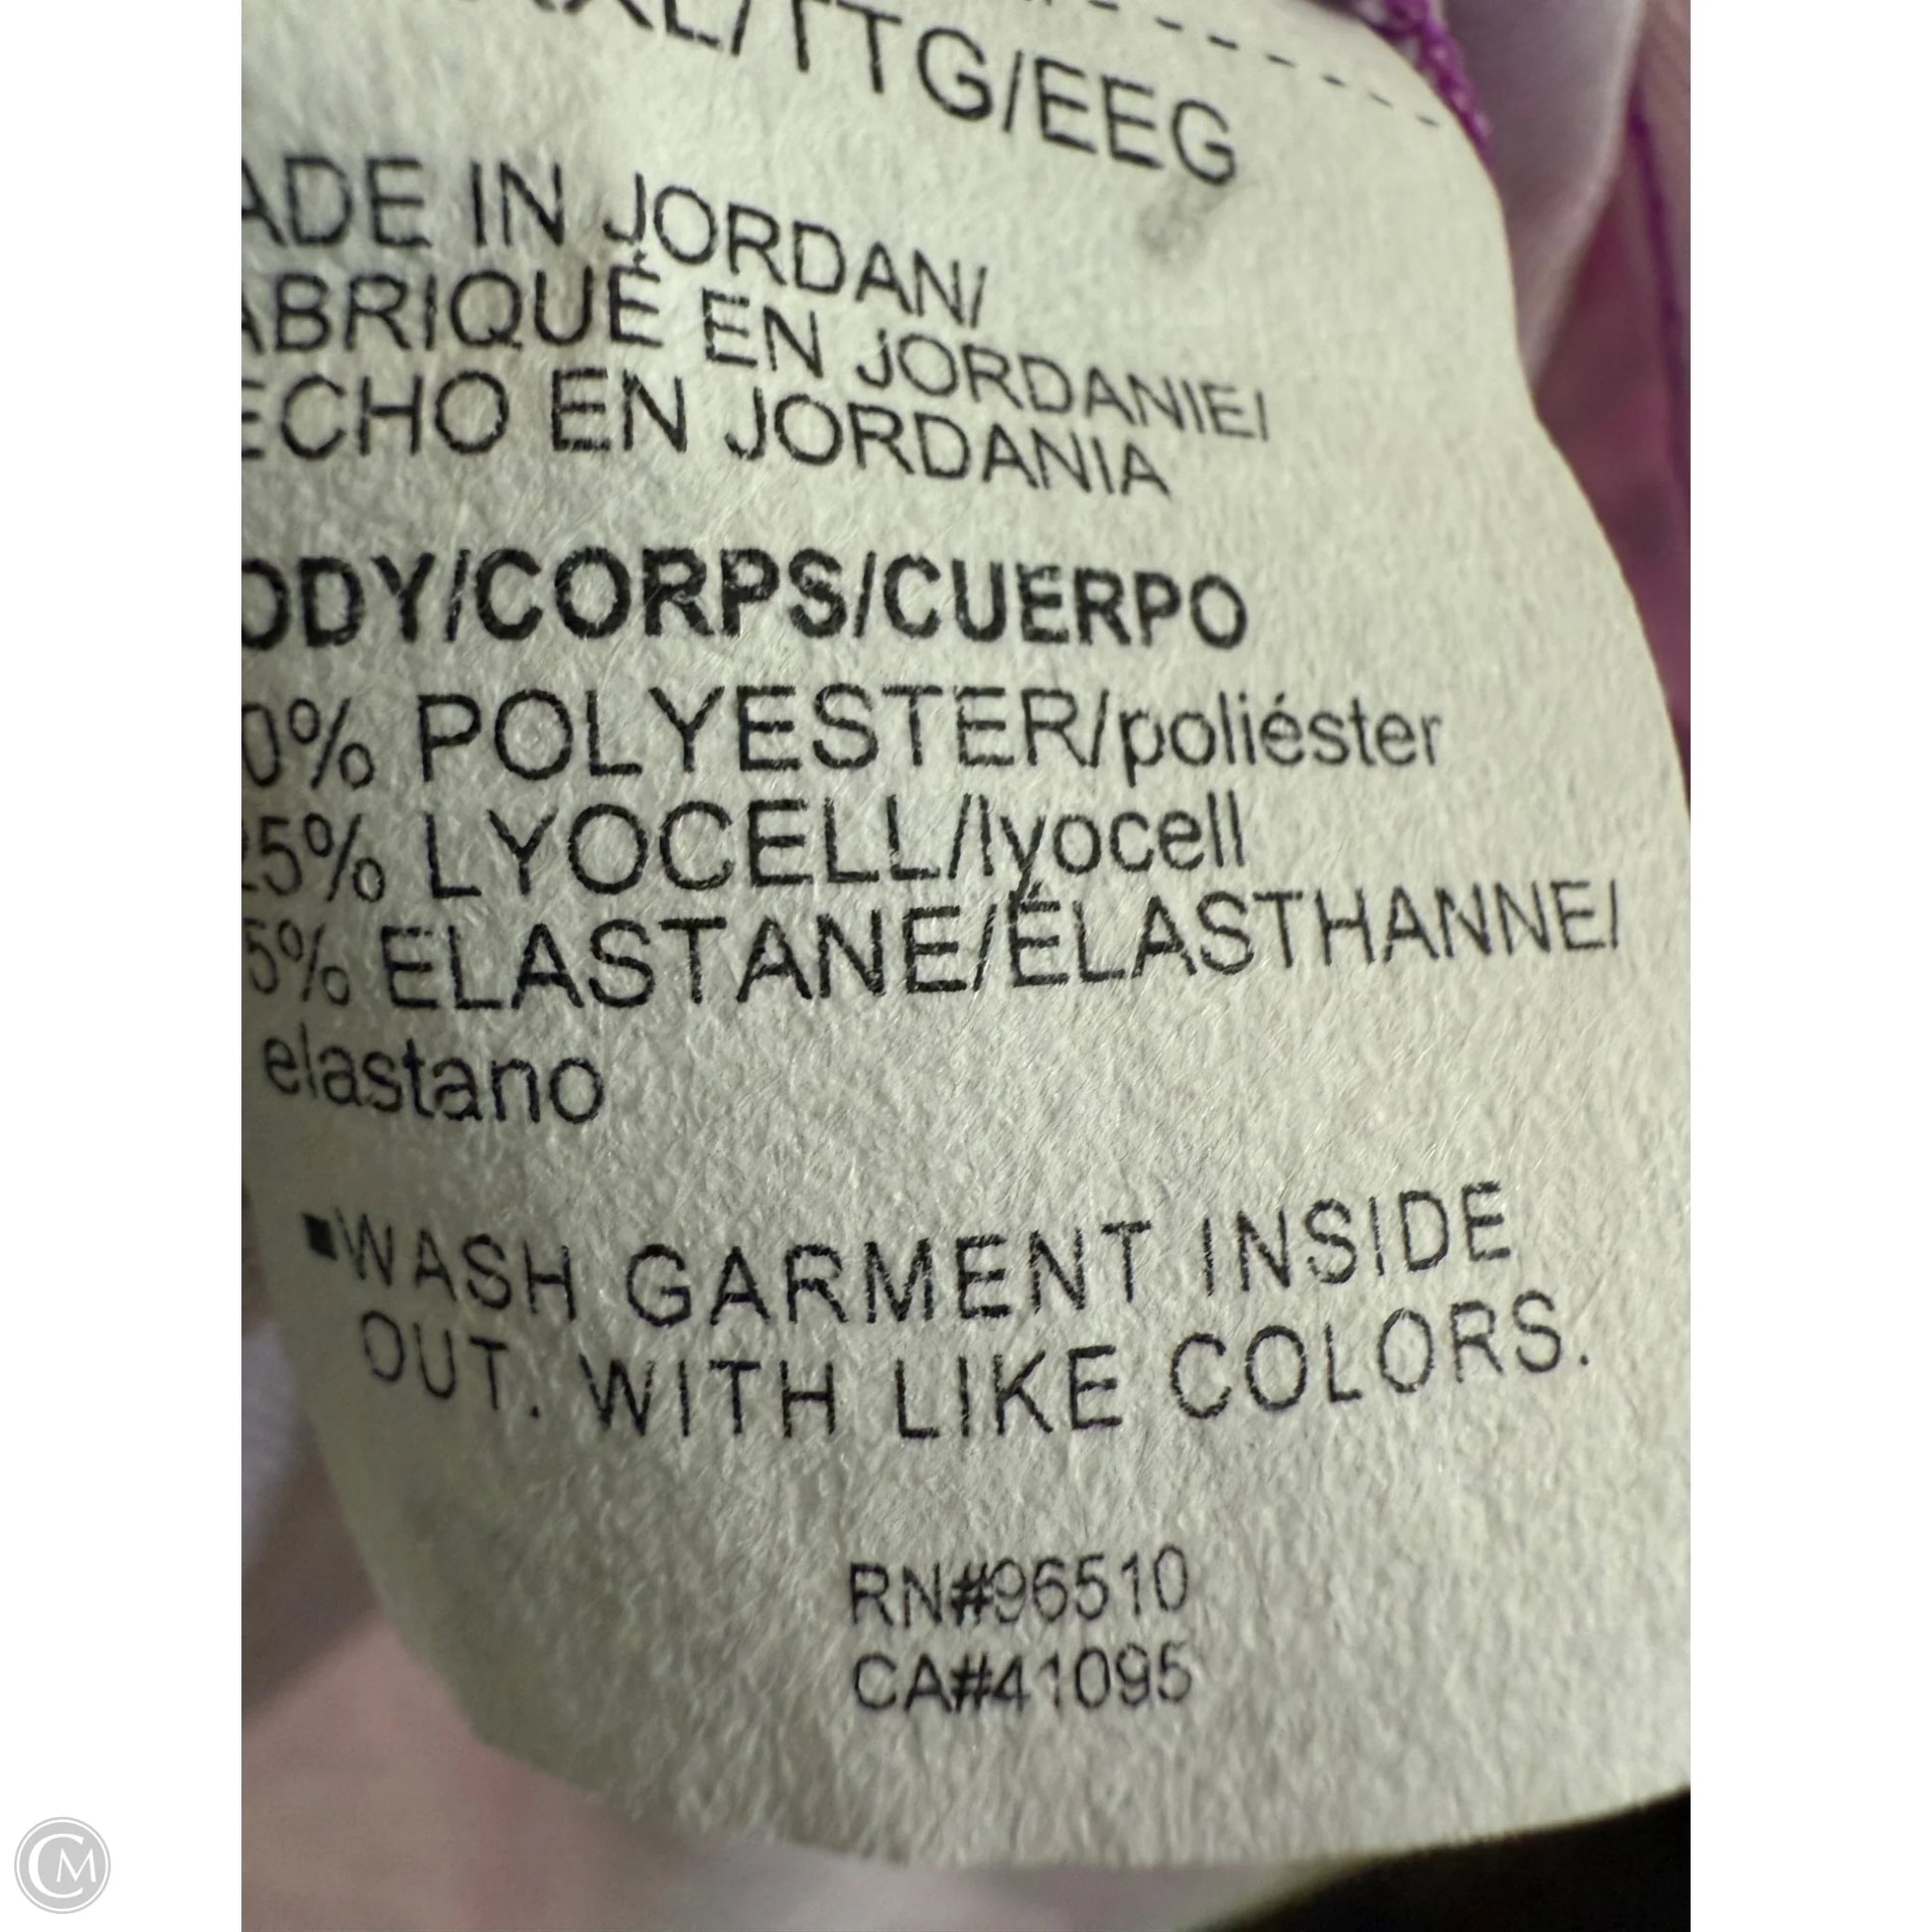 XL/TTG/EEG
ADE IN JORDAN/
ABRIQUÉ EN JORDANIE/
ECHO EN JORDANIA
ODY/CORPS/CUERPO
0% POLYESTER/poliéster
25% LYOCELL/lyocell
5% ELASTANE/ÉLASTHANNE/
elastano
▪WASH GARMENT INSIDE
OUT. WITH LIKE COLORS.
RN#96510
CA#41095
CM